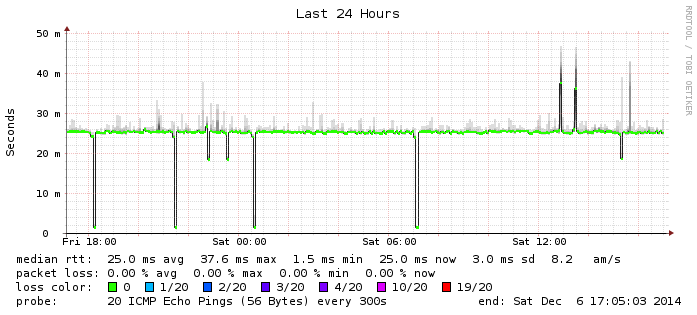 Last 24 Hours
RRDTOOL / TOBI OETIKER
Seconds
50 m
40 m
30 m
20 m
10 m
0
Fri 18:00 Sat 00:00 Sat 06:00 Sat 12:00
median rtt: 25.0 ms avg 37.6 ms max 1.5 ms min 25.0 ms now 3.0 ms sd 8.2 am/s
packet loss: 0.00 % avg 0.00 % max 0.00 % min 0.00 % now
loss color: 0 1/20 2/20 3/20 4/20 10/20 19/20
probe: 20 ICMP Echo Pings (56 Bytes) every 300s end: Sat Dec 6 17:05:03 2014